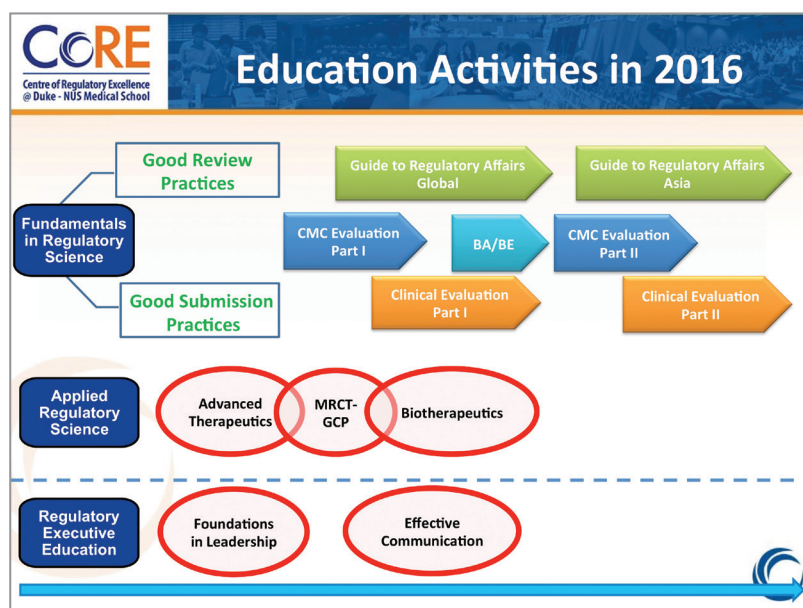 CoRE
Centre of Regulatory Excellence
@ Duke - NUS Medical School
Education Activities in 2016
Good Review
Practices
Guide to Regulatory Affairs
Global
Guide to Regulatory Affairs
Asia
Fundamentals
in Regulatory
Science
CMC Evaluation
Part I
BA/BE
CMC Evaluation
Part II
Good Submission
Practices
Clinical Evaluation
Part I
Clinical Evaluation
Part II
Applied
Regulatory
Science
Advanced
Therapeutics
MRCT-
GCP
Biotherapeutics
Regulatory
Executive
Education
Foundations
in Leadership
Effective
Communication